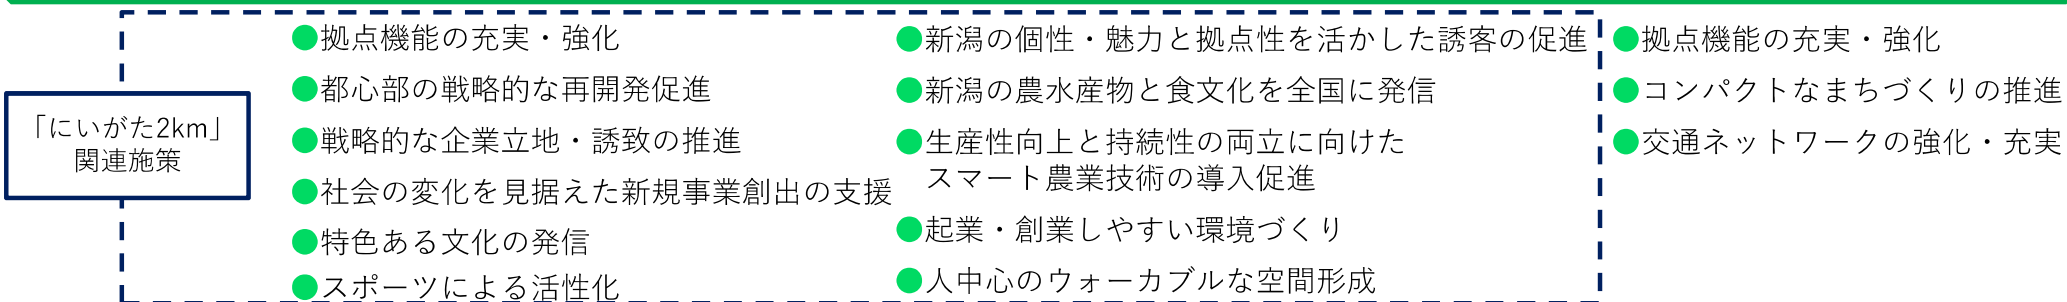 「にいがた2km」
関連施策
●拠点機能の充実・強化
●都心部の戦略的な再開発促進
●戦略的な企業立地・誘致の推進
●社会の変化を見据えた新規事業創出の支援
●特色ある文化の発信
●スポーツによる活性化
●新潟の個性・魅力と拠点性を活かした誘客の促進
●新潟の農水産物と食文化を全国に発信
●生産性向上と持続性の両立に向けた
スマート農業技術の導入促進
●起業・創業しやすい環境づくり
●人中心のウォーカブルな空間形成
●拠点機能の充実・強化
●コンパクトなまちづくりの推進
●交通ネットワークの強化・充実